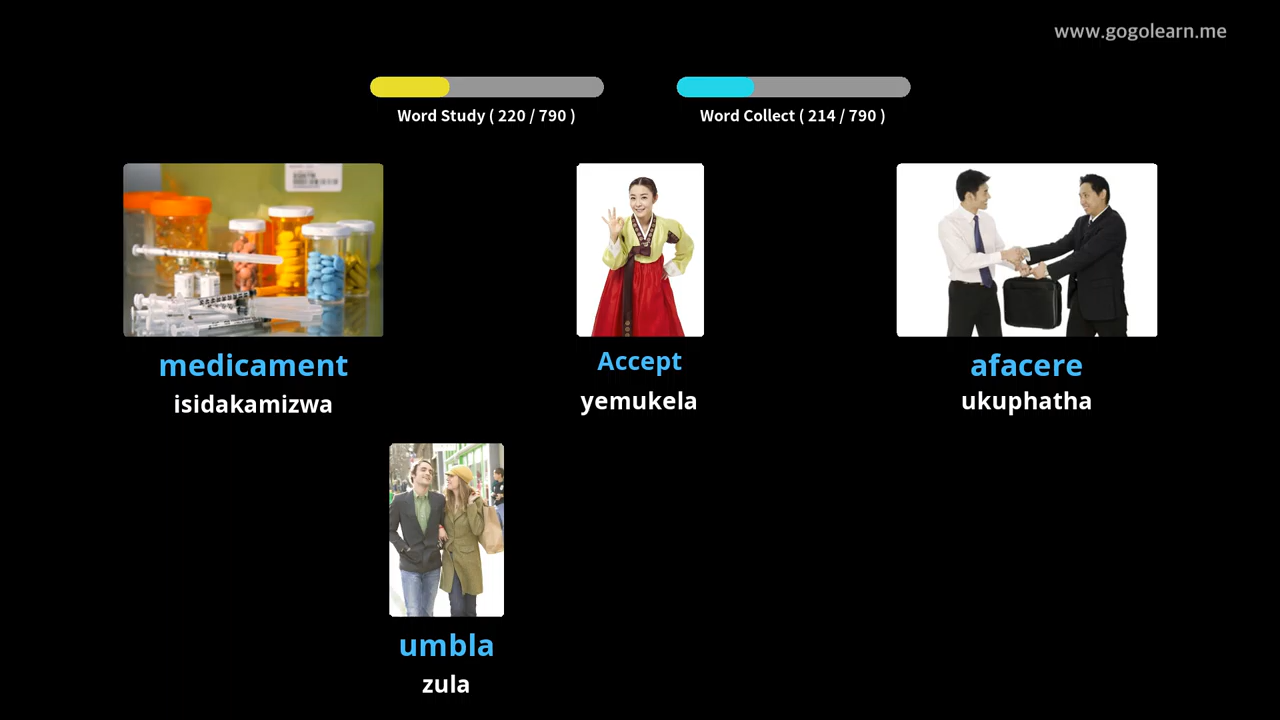 www.gogolearn.me
Word Study ( 220 / 790 )
Word Collect ( 214 / 790 )
medicament
isidakamizwa
Accept
yemukela
afacere
ukuphatha
umbla
zula